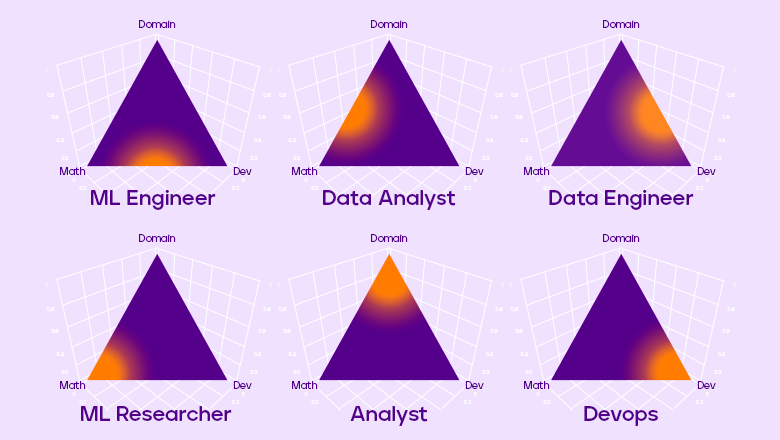 Domain Domain Domain
Math Dev Math Dev Math Dev
ML Engineer Data Analyst Data Engineer
Domain Domain Domain
Math Dev Math Dev Math Dev
ML Researcher Analyst Devops